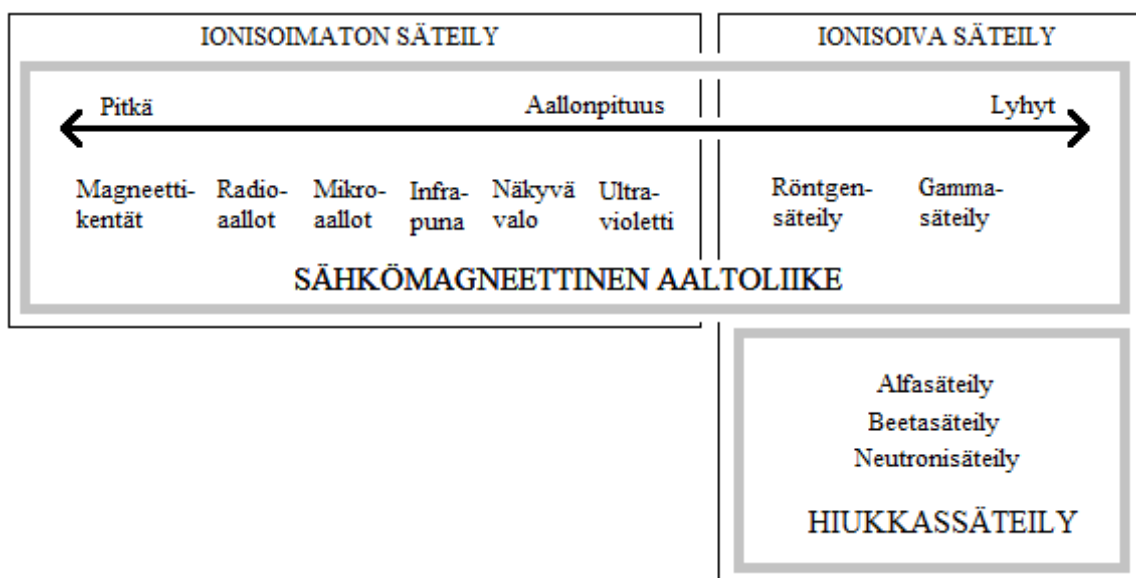 IONISOIMATON SÄTEILY
IONISOIVA SÄTEILY
Pitkä
Aallonpituus
Lyhyt
Magneetti-
kentät
Radio-
aallot
Mikro-
aallot
Infra-
puna
Näkyvä
valo
Ultra-
violetti
Röntgen-
säteily
Gamma-
säteily
SÄHKÖMAGNEETTINEN AALTOLIIKE
Alfasäteily
Beetasäteily
Neutronisäteily
HIUKKASSÄTEILY